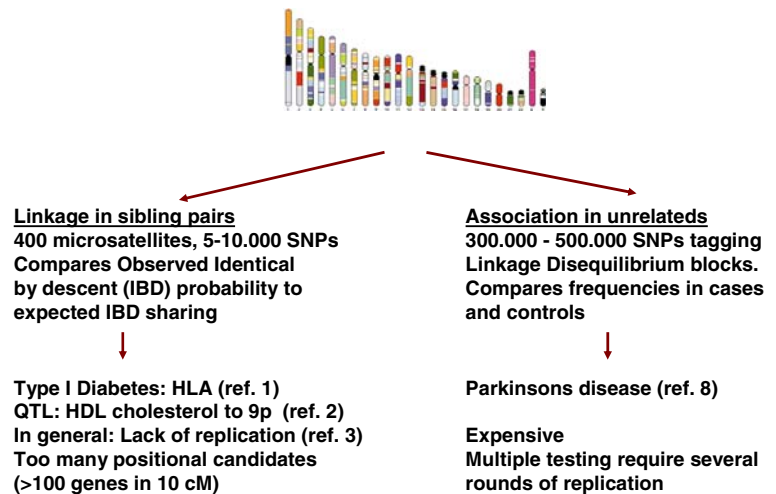 Linkage in sibling pairs
400 microsatellites, 5-10.000 SNPs
Compares Observed Identical
by descent (IBD) probability to
expected IBD sharing
Type I Diabetes: HLA (ref. 1)
QTL: HDL cholesterol to 9p (ref. 2)
In general: Lack of replication (ref. 3)
Too many positional candidates
(>100 genes in 10 cM)
Association in unrelateds
300.000 - 500.000 SNPs tagging
Linkage Disequilibrium blocks.
Compares frequencies in cases
and controls
Parkinsons disease (ref. 8)
Expensive
Multiple testing require several
rounds of replication